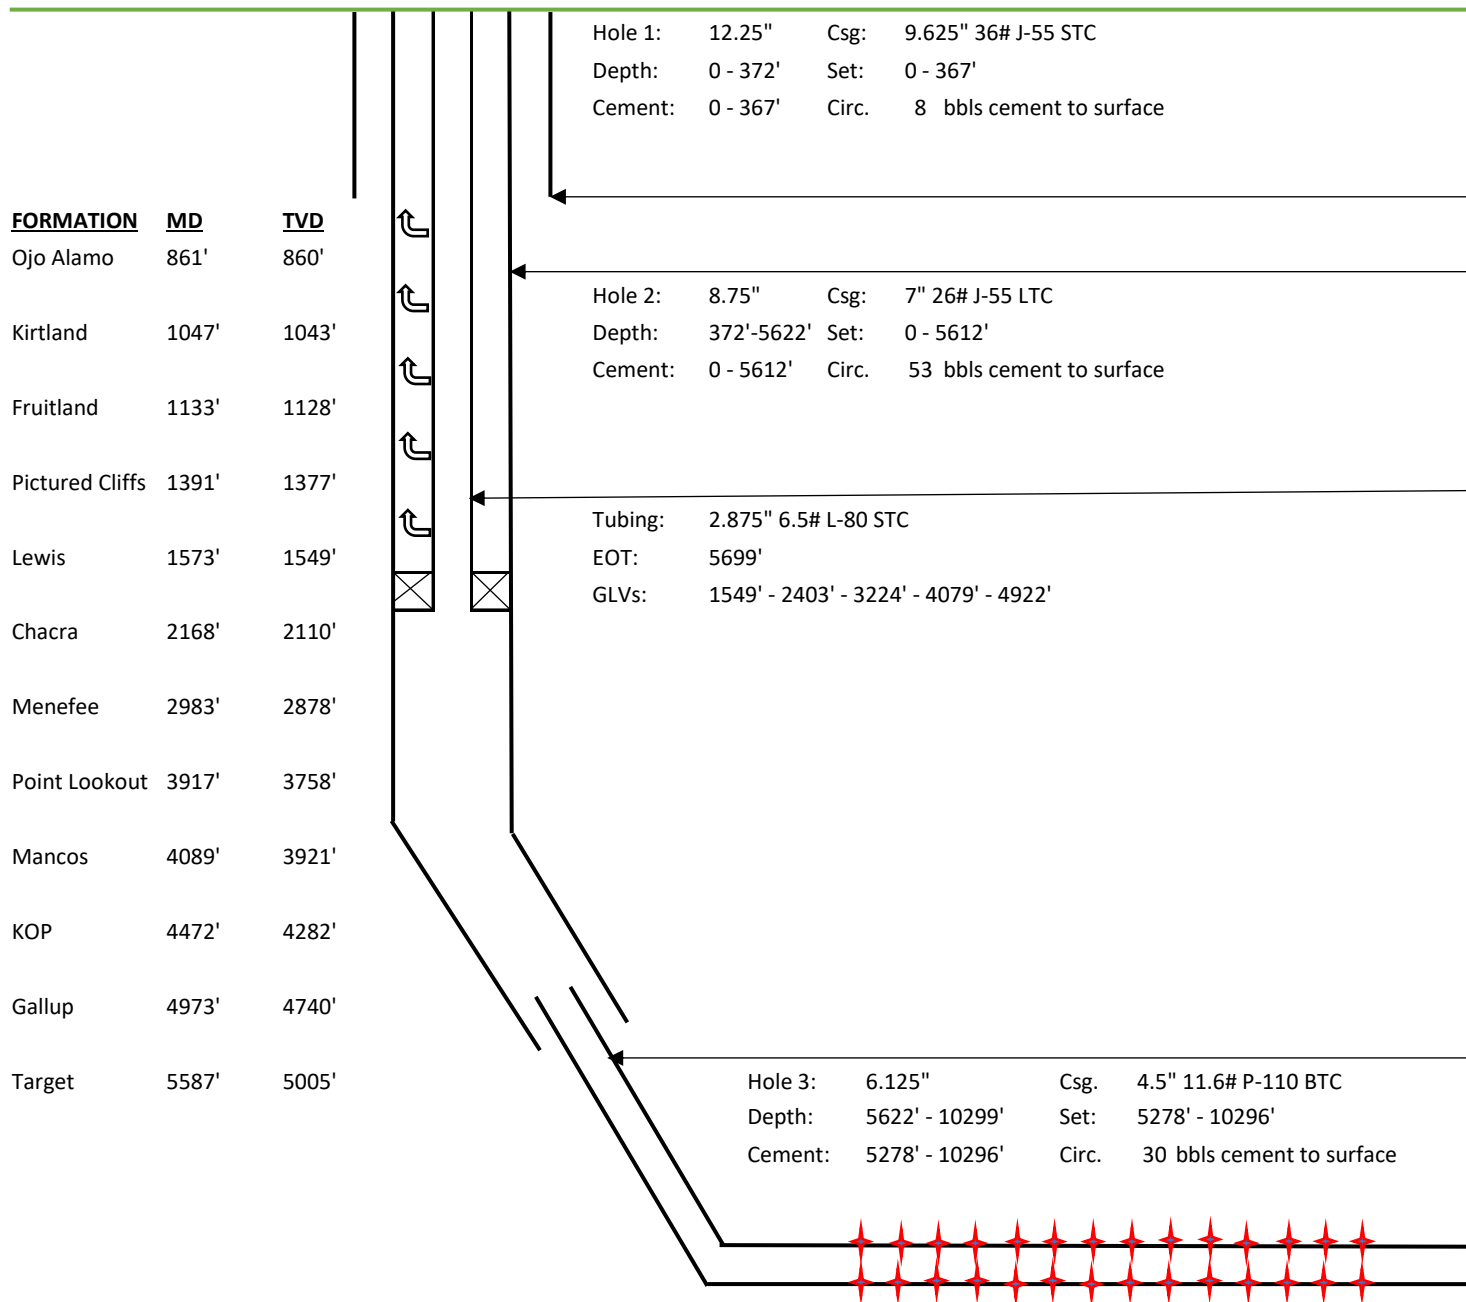 Hole 1: 12.25" Csg: 9.625" 36# J-55 STC
Depth: 0 - 372' Set: 0 - 367'
Cement: 0 - 367' Circ. 8 bbls cement to surface
FORMATION MD TVD
Ojo Alamo 861' 860'
Kirtland 1047' 1043'
Fruitland 1133' 1128'
Pictured Cliffs 1391' 1377'
Lewis 1573' 1549'
Chacra 2168' 2110'
Menefee 2983' 2878'
Point Lookout 3917' 3758'
Mancos 4089' 3921'
KOP 4472' 4282'
Gallup 4973' 4740'
Target 5587' 5005'
Hole 2: 8.75" Csg: 7" 26# J-55 LTC
Depth: 372'-5622' Set: 0 - 5612'
Cement: 0 - 5612' Circ. 53 bbls cement to surface
Tubing: 2.875" 6.5# L-80 STC
EOT: 5699'
GLVs: 1549' - 2403' - 3224' - 4079' - 4922'
Hole 3: 6.125" Csg. 4.5" 11.6# P-110 BTC
Depth: 5622' - 10299' Set: 5278' - 10296'
Cement: 5278' - 10296' Circ. 30 bbls cement to surface